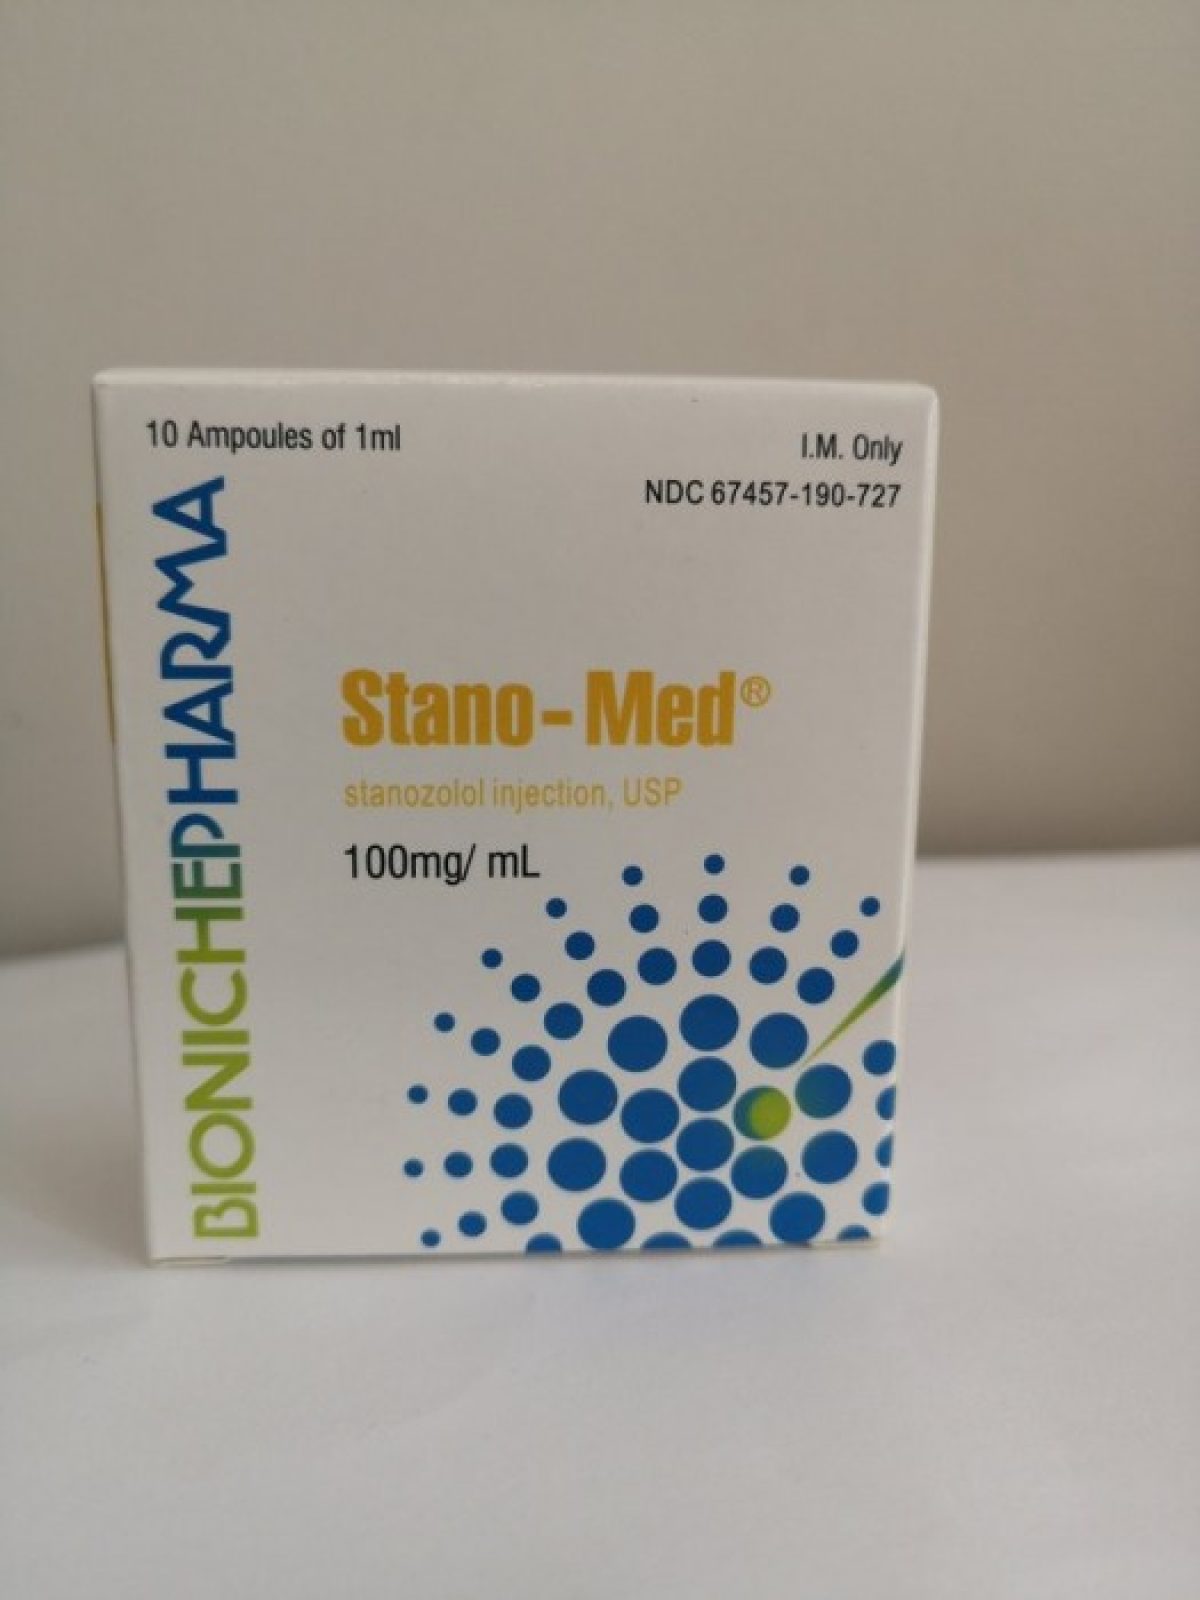 10 Ampoules of 1ml
I.M. Only
NDC 67457-190-727
BIONICHEPHARMA
Stano-Med®
stanozolol injection, USP
100mg/ mL